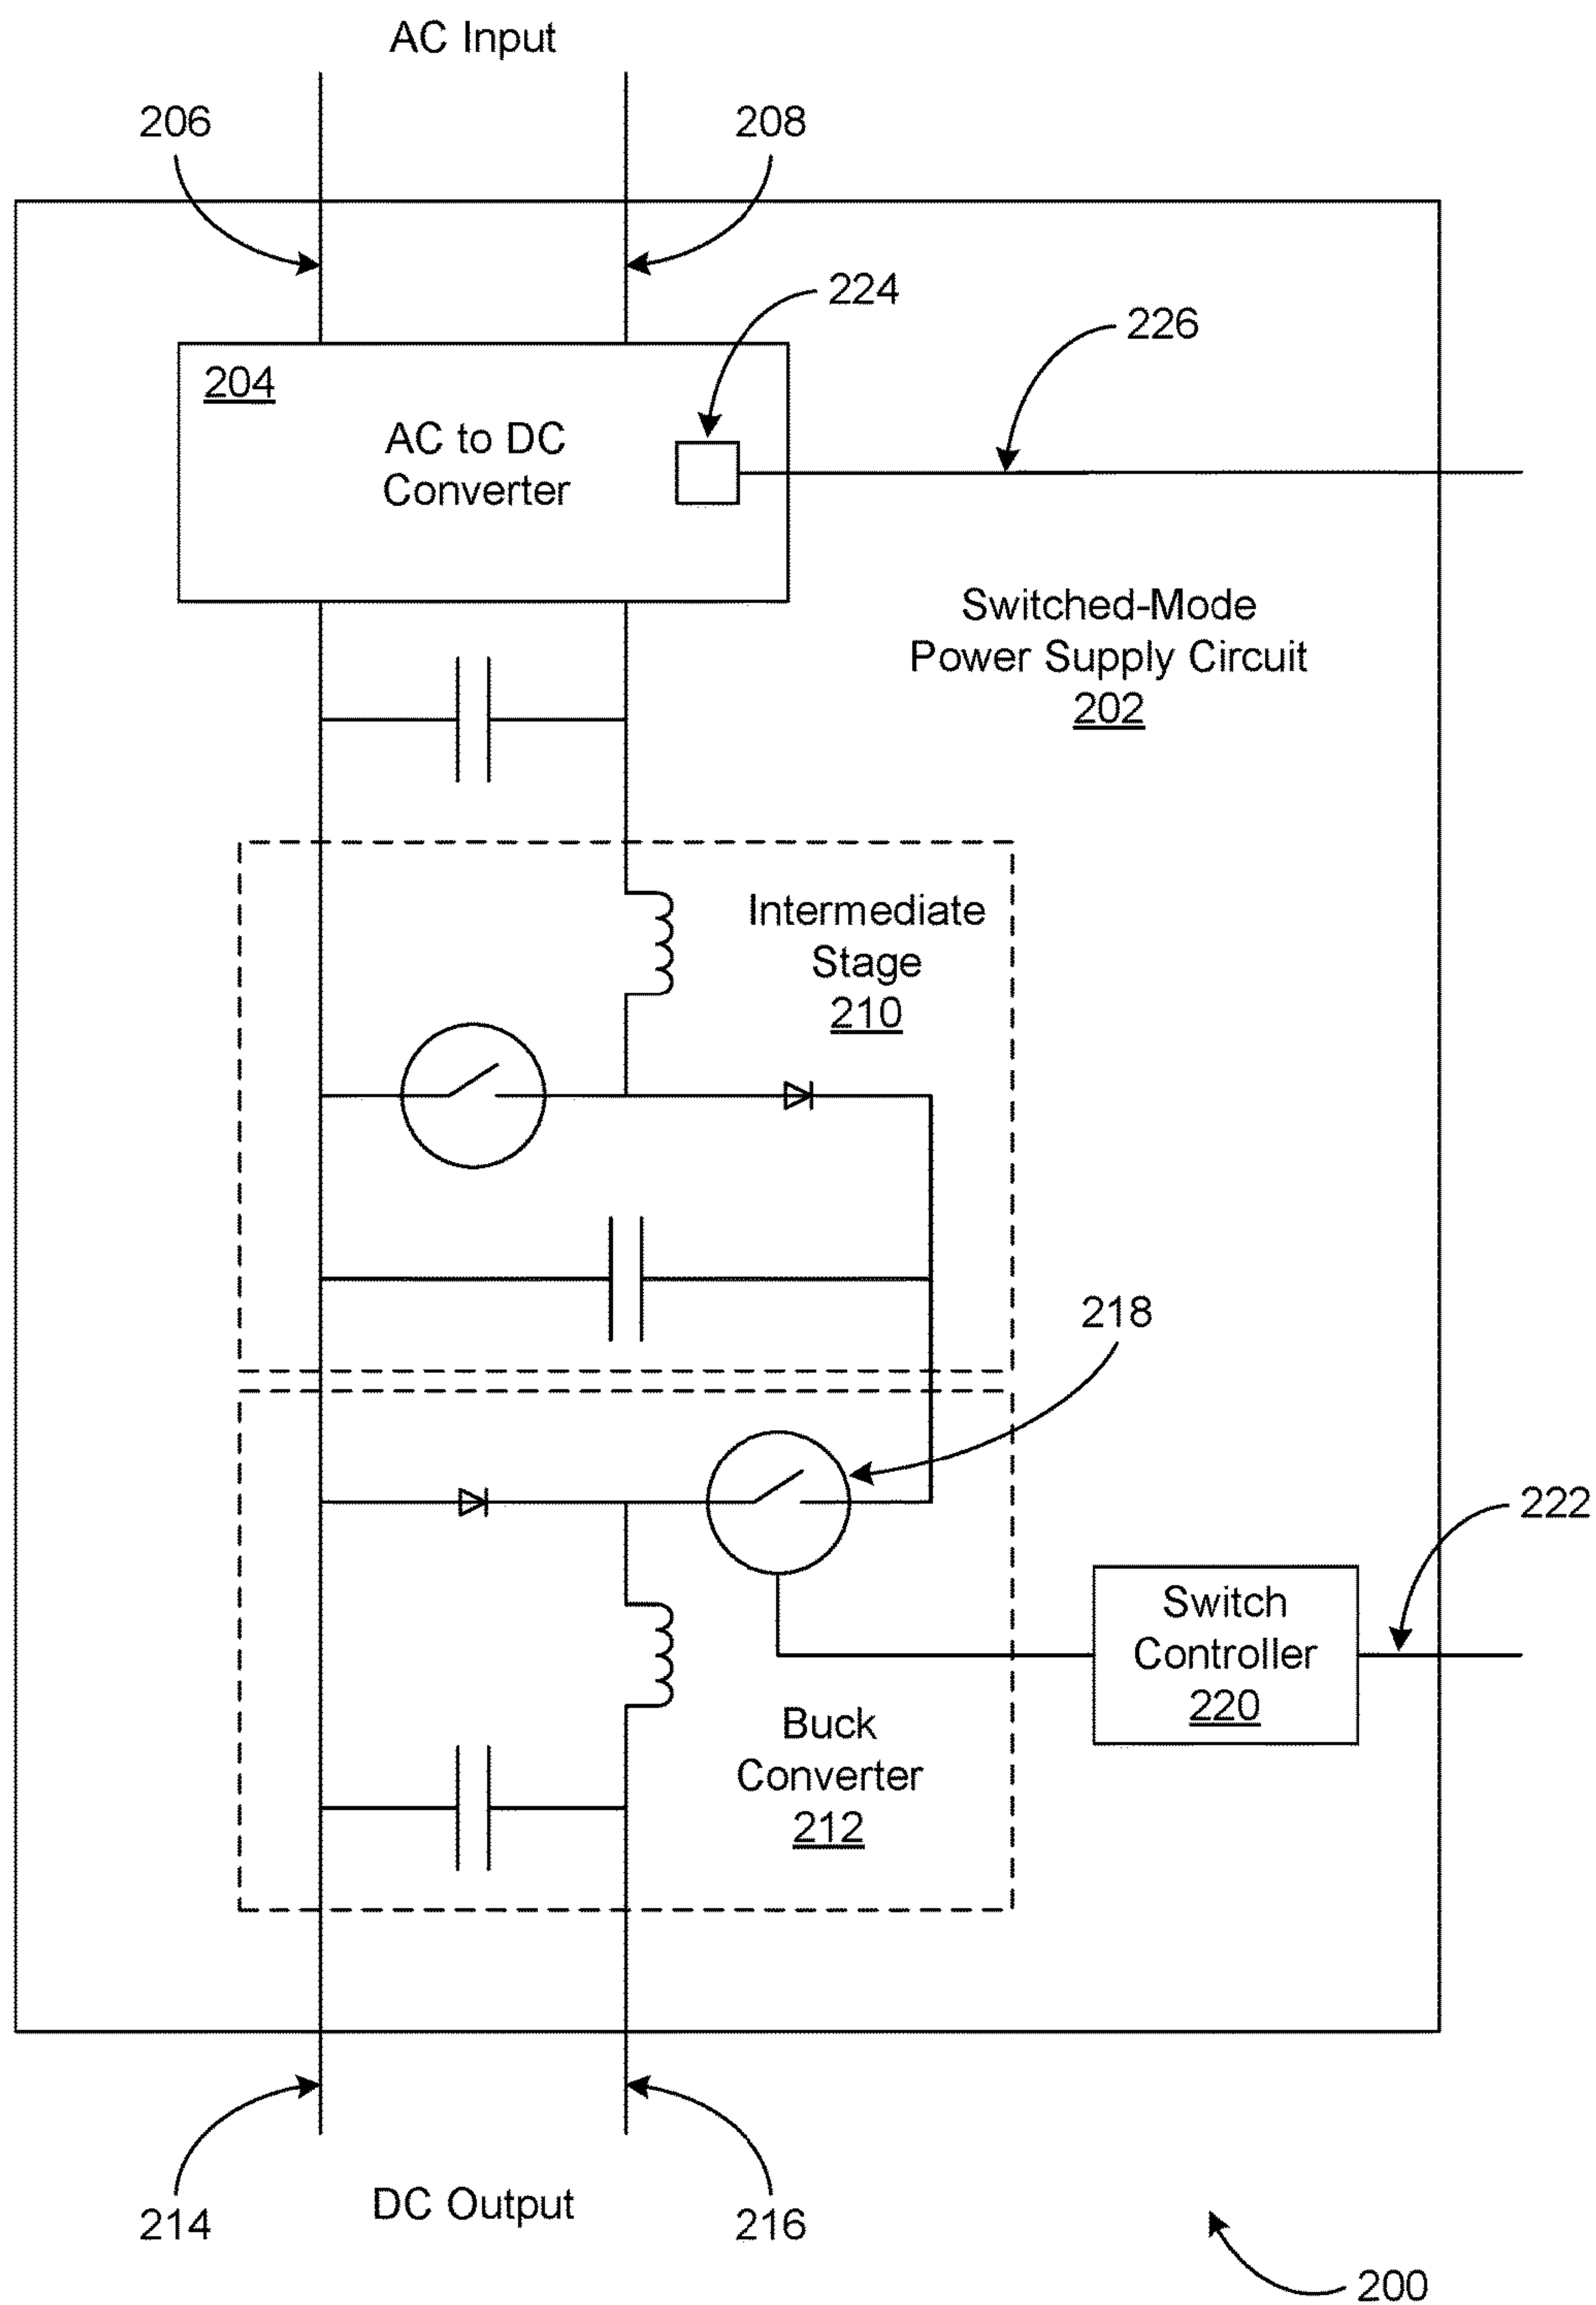 AC Input
206
208
224
226
204
AC to DC
Converter
Switched-Mode
Power Supply Circuit
202
Intermediate
Stage
210
218
222
Switch
Controller
220
Buck
Converter
212
214
DC Output
216
200